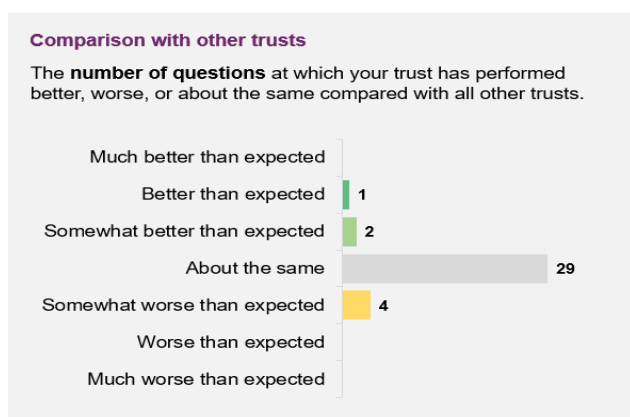 Comparison with other trusts
The number of questions at which your trust has performed
better, worse, or about the same compared with all other trusts.
Much better than expected
Better than expected 1
Somewhat better than expected 2
About the same 29
Somewhat worse than expected 4
Worse than expected
Much worse than expected